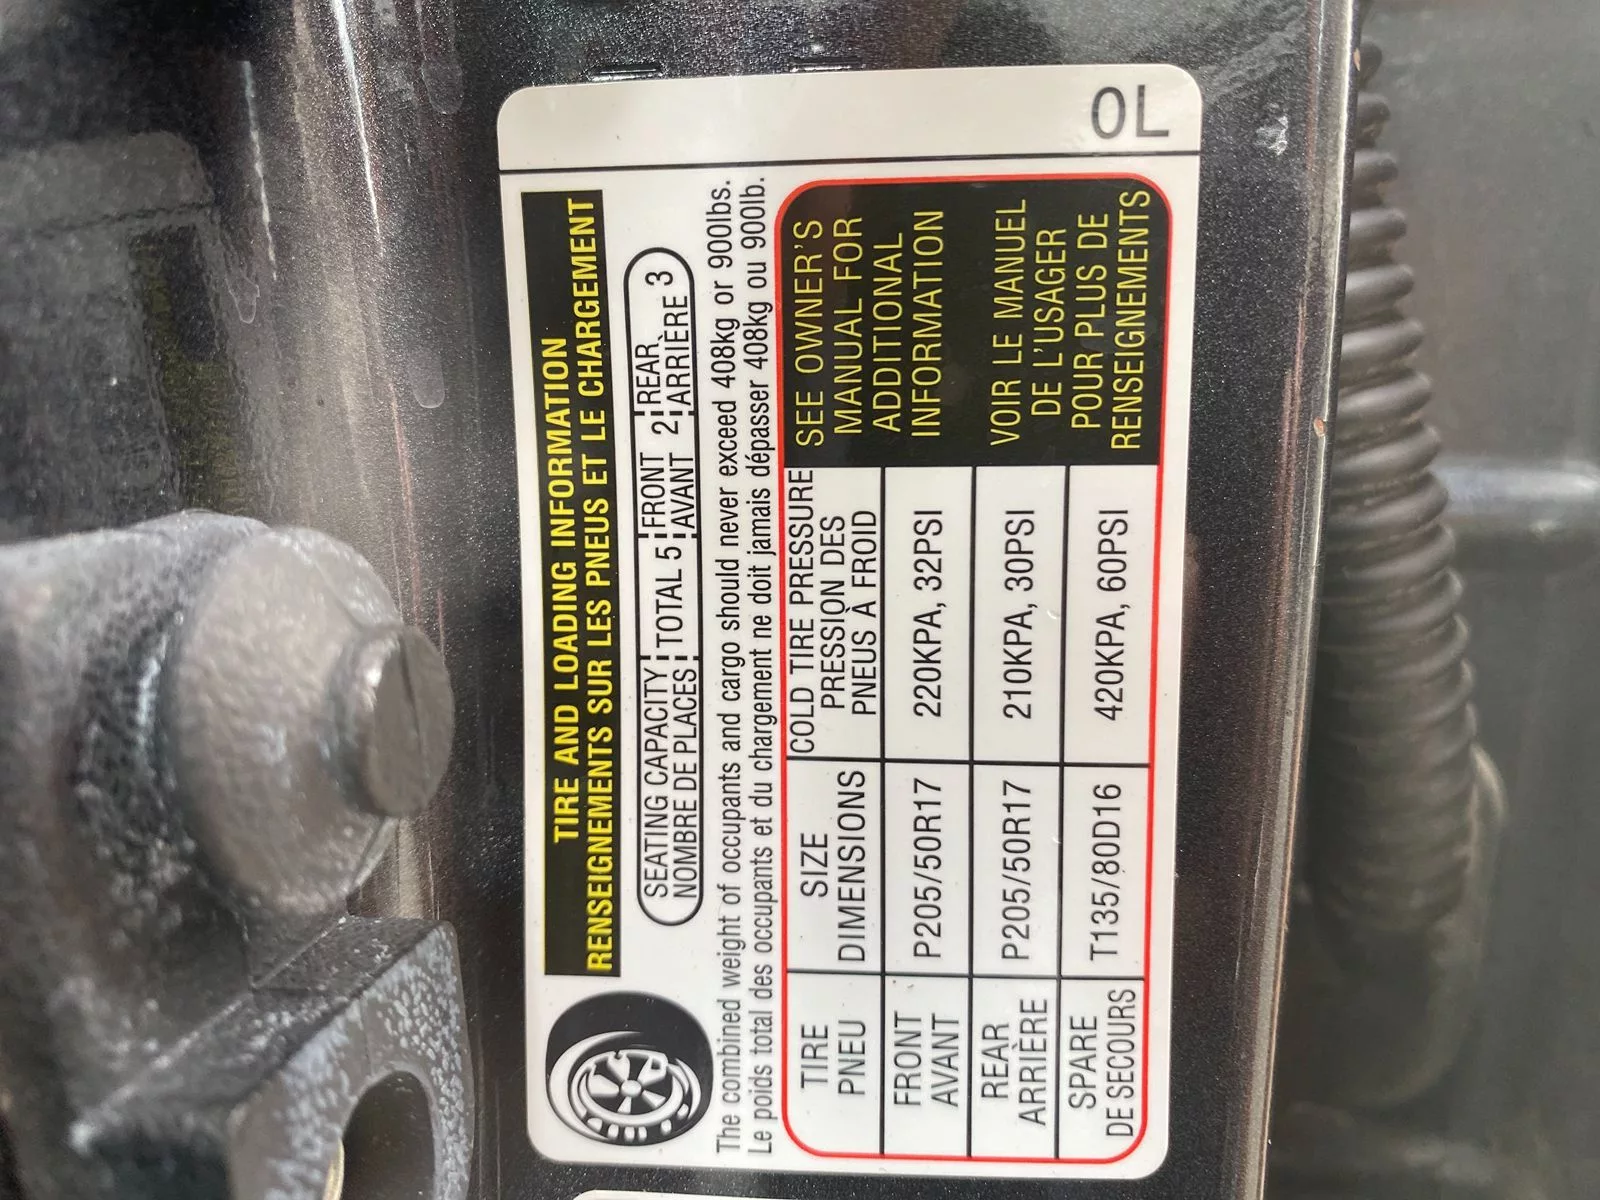 TIRE AND LOADING INFORMATION
RENSEIGNEMENTS SUR LES PNEUS ET LE CHARGEMENT
SEATING CAPACITY TOTAL 5 FRONT 2 REAR 3
NOMBRE DE PLACES AVANT ARRIÈRE
The combined weight of occupants and cargo should never exceed 408kg or 900lbs.
Le poids total des occupants et du chargement ne doit jamais dépasser 408kg ou 900lb.
TIRE
PNEU
SIZE
DIMENSIONS
COLD TIRE PRESSURE
PRESSION DES
PNEUS À FROID
FRONT
AVANT
P205/50R17
220KPA, 32PSI
REAR
ARRIÈRE
P205/50R17
210KPA, 30PSI
SPARE
DE SECOURS
T135/80D16
420KPA, 60PSI
SEE OWNER'S
MANUAL FOR
ADDITIONAL
INFORMATION
VOIR LE MANUEL
DE L'USAGER
POUR PLUS DE
RENSEIGNEMENTS
OL